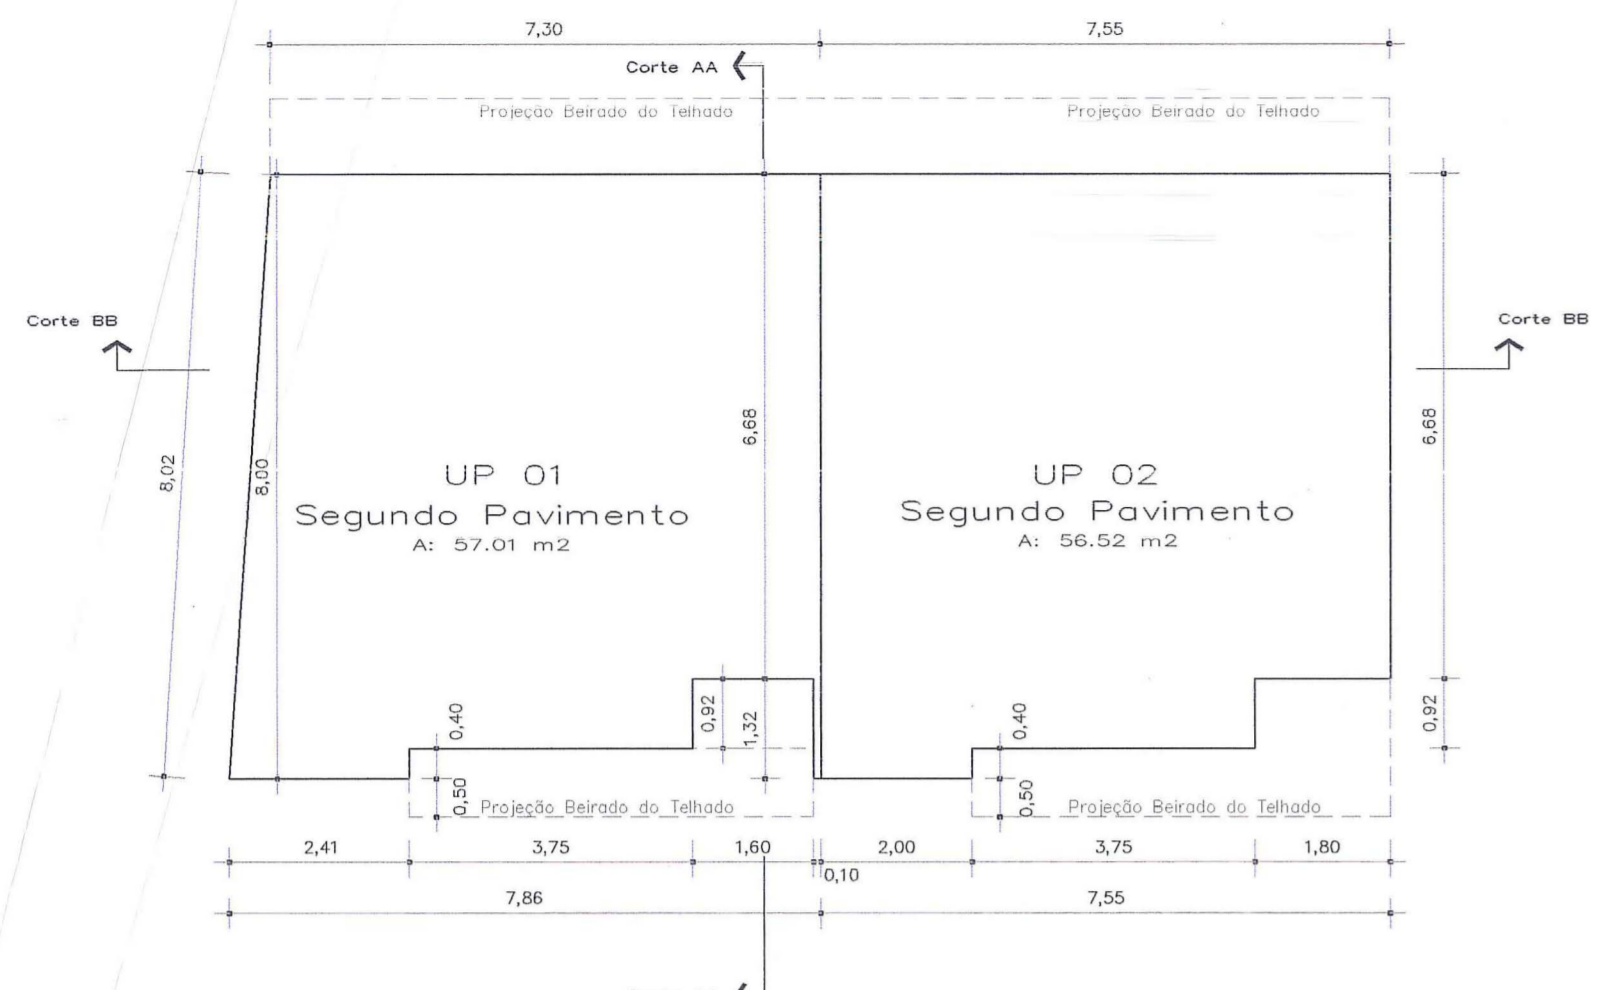 7,30
7,55
Corte AA
Projeção Beirado do Telhado
Projeção Beirado do Telhado
Corte BB
Corte BB
6,68
6,68
8,02
8,00
UP 01
Segundo Pavimento
A: 57.01 m2
UP 02
Segundo Pavimento
A: 56.52 m2
0,40
0,92
1,32
0,40
0,92
0,50
Projeção Beirado do Telhado
0,50
Projeção Beirado do Telhado
2,41
3,75
1,60
0,10
2,00
3,75
1,80
7,86
7,55